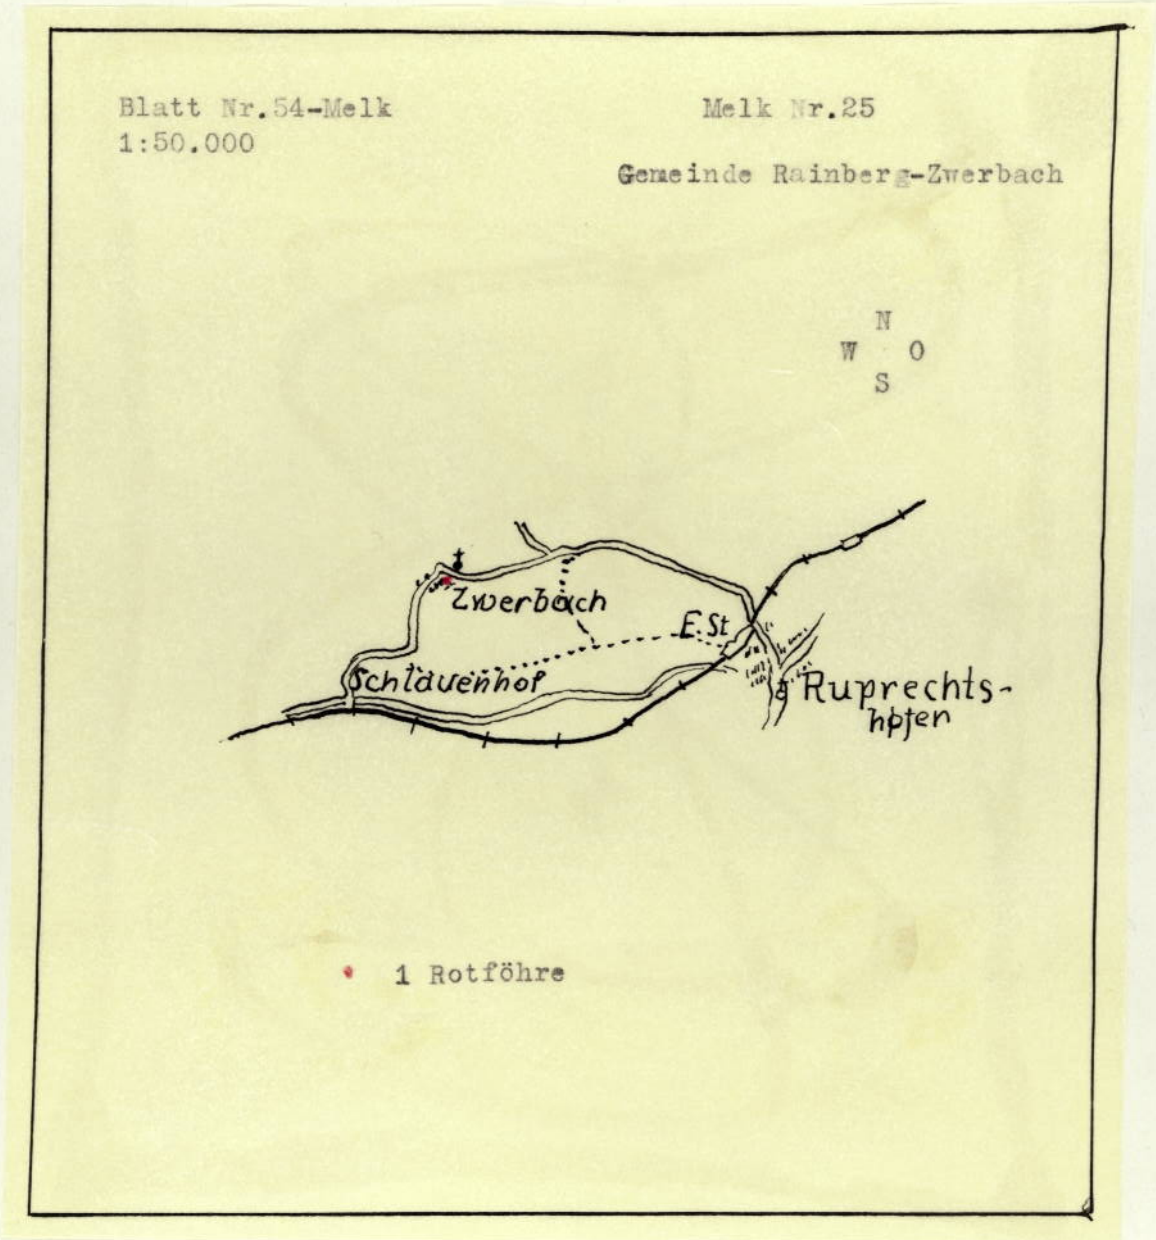 Blatt Nr.54-Melk
1:50.000
Melk Nr.25
Gemeinde Rainberg-Zwerbach
N
W O
S
Zwerbach
E.St
Schlauenhof
Ruprechts-
hofen
1 Rotföhre